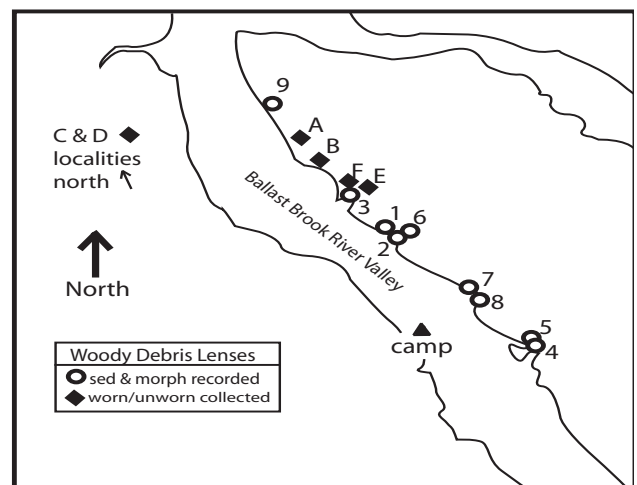 9
A
C & D
localities
north
B
F E
3
1 6
2
Ballast Brook River Valley
North
7
8
camp
5
4
Woody Debris Lenses
sed & morph recorded
worn/unworn collected